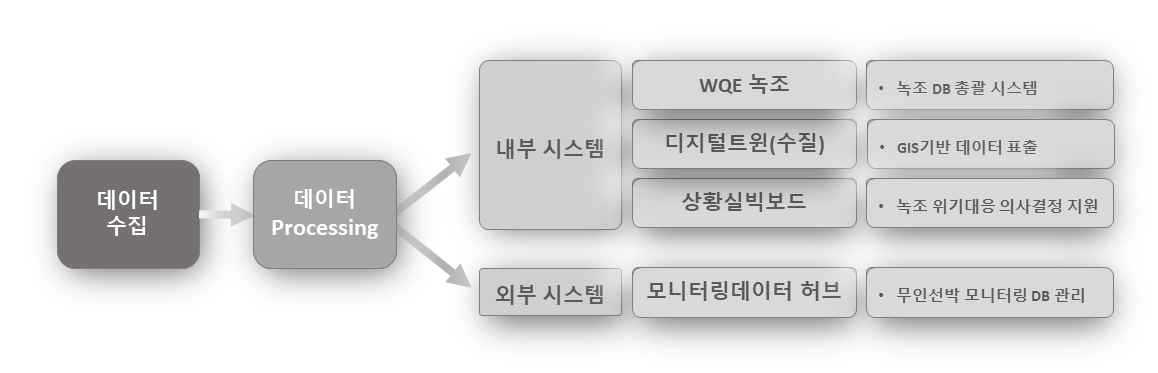 데이터
수집
데이터
Processing
내부 시스템
WQE 녹조
• 녹조 DB 총괄 시스템
디지털트윈(수질)
• GIS기반 데이터 표출
상황실빅보드
• 녹조 위기대응 의사결정 지원
외부 시스템
모니터링데이터 허브
• 무인선박 모니터링 DB 관리